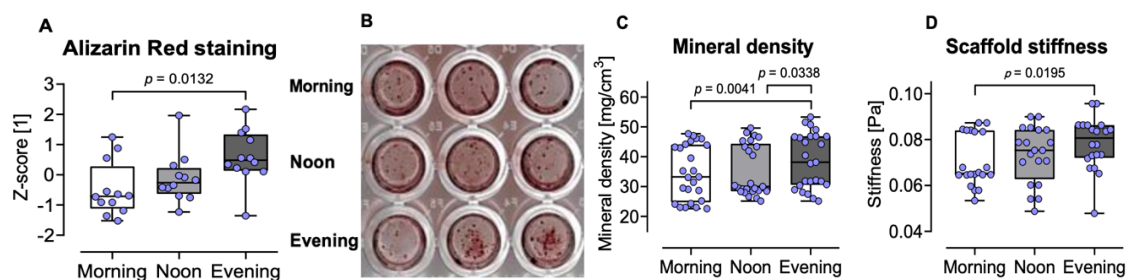 A
Alizarin Red staining
p = 0.0132
3
2
1
0
-1
-2
Z-score [1]
Morning Noon Evening
B
Morning
Noon
Evening
C
Mineral density
p = 0.0338
p = 0.0041
60
50
40
30
20
Mineral density [mg/cm³]
Morning Noon Evening
D
Scaffold stiffness
p = 0.0195
0.10
0.08
0.06
0.04
Stiffness [Pa]
Morning Noon Evening